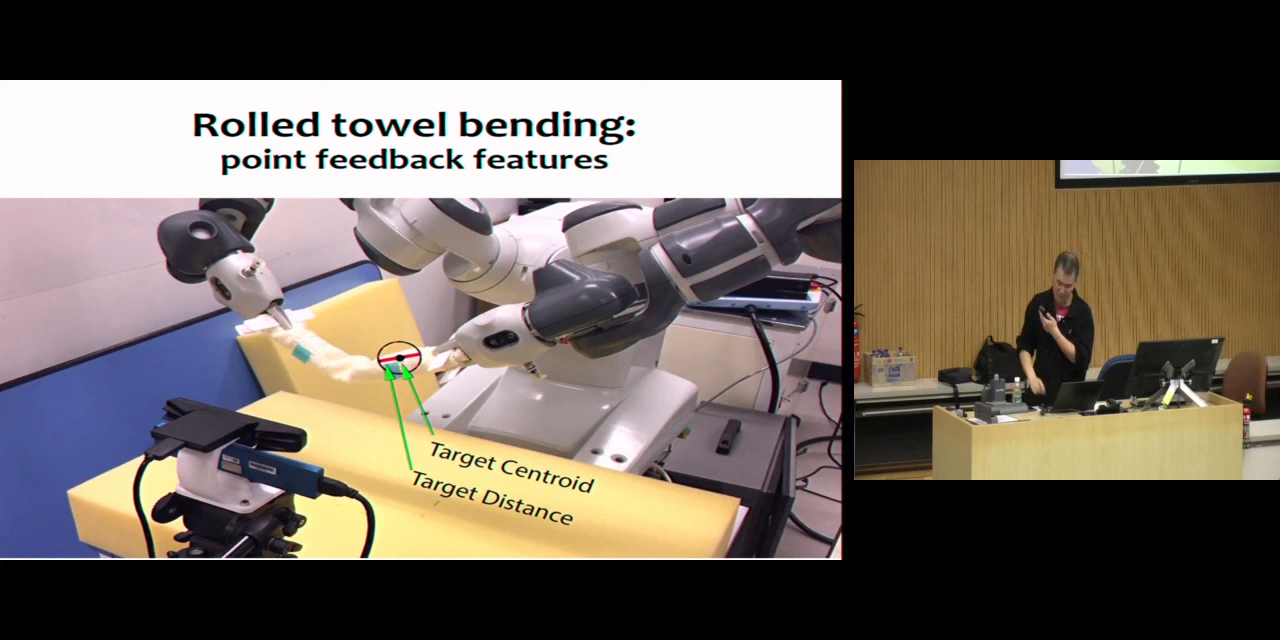 Rolled towel bending:
point feedback features
Target Centroid
Target Distance